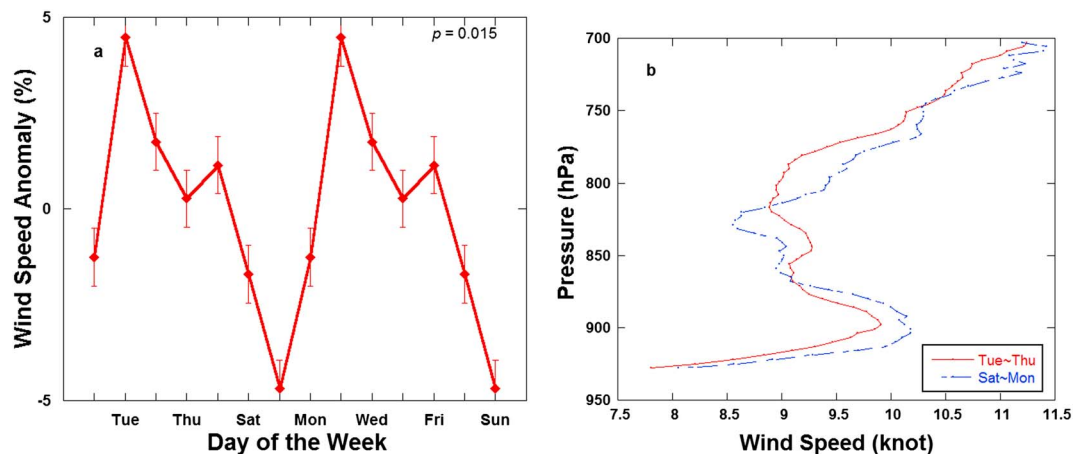 a
p = 0.015
5
0
-5
Wind Speed Anomaly (%)
Tue Thu Sat Mon Wed Fri Sun
Day of the Week
b
700
750
800
850
900
950
Pressure (hPa)
Tue~Thu
Sat~Mon
7.5 8 8.5 9 9.5 10 10.5 11 11.5
Wind Speed (knot)